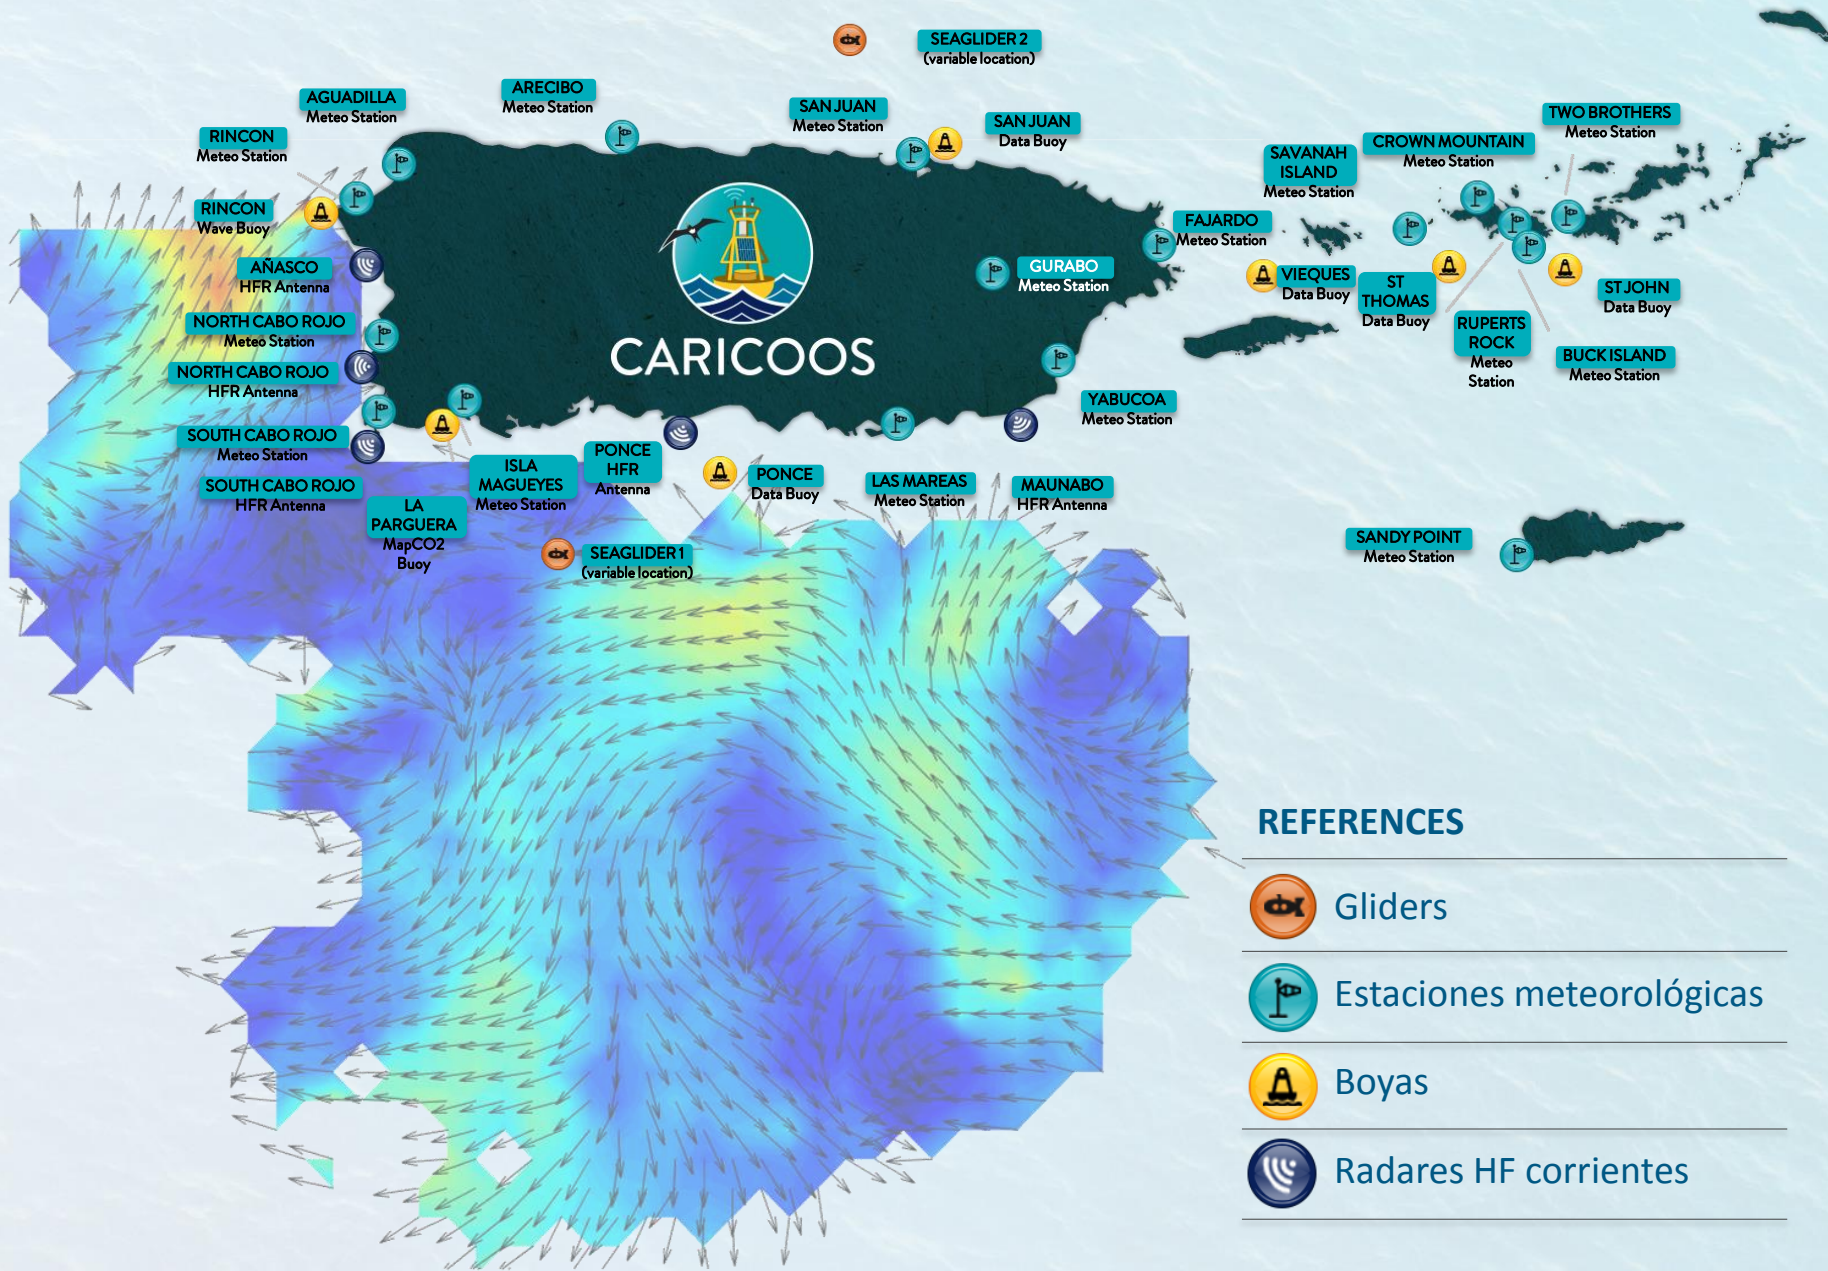 SEAGLIDER 2
(variable location)
ARECIBO
Meteo Station
AGUADILLA
Meteo Station
SAN JUAN
Meteo Station
SAN JUAN
Data Buoy
TWO BROTHERS
Meteo Station
CROWN MOUNTAIN
Meteo Station
SAVANAH
ISLAND
Meteo Station
RINCON
Meteo Station
RINCON
Wave Buoy
FAJARDO
Meteo Station
AÑASCO
HFR Antenna
GURABO
Meteo Station
VIEQUES
Data Buoy
ST
THOMAS
Data Buoy
ST JOHN
Data Buoy
RUPERTS
ROCK
Meteo
Station
BUCK ISLAND
Meteo Station
NORTH CABO ROJO
Meteo Station
CARICOOS
NORTH CABO ROJO
HFR Antenna
YABUCOA
Meteo Station
SOUTH CABO ROJO
Meteo Station
SOUTH CABO ROJO
HFR Antenna
LA
PARGUERA
MapCO2
Buoy
ISLA
MAGUEYES
Meteo Station
PONCE
HFR
Antenna
PONCE
Data Buoy
LAS MAREAS
Meteo Station
MAUNABO
HFR Antenna
SEAGLIDER 1
(variable location)
SANDY POINT
Meteo Station
REFERENCES
Gliders
Estaciones meteorológicas
Boyas
Radares HF corrientes